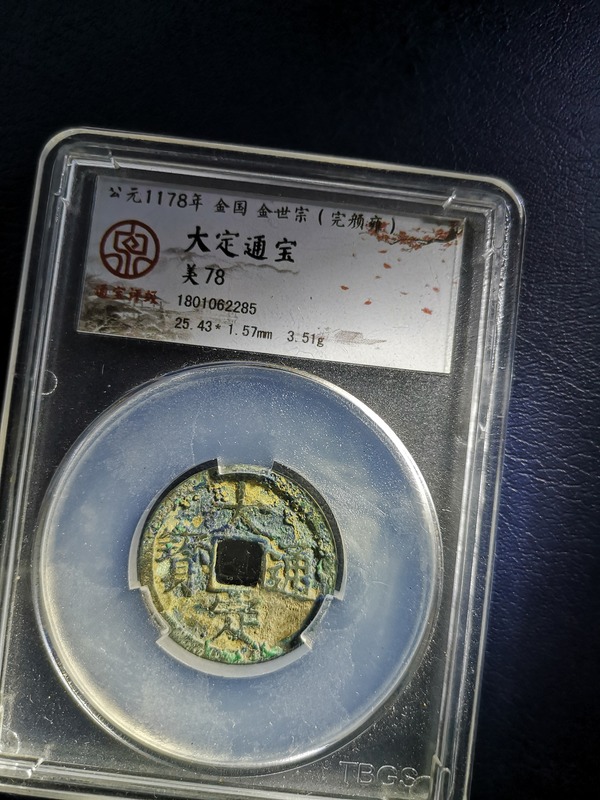 公元1178年 金国 金世宗（完颜雍）
大定通宝
美78
通宝评级
1801062285
25.43*1.57mm 3.51g
大定通寳
TBGS